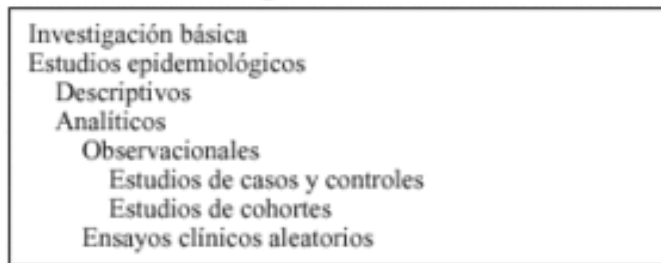 Investigación básica
Estudios epidemiológicos
Descriptivos
Analíticos
Observacionales
Estudios de casos y controles
Estudios de cohortes
Ensayos clínicos aleatorios